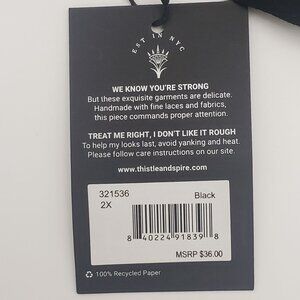 EST IN NYC
WE KNOW YOU'RE STRONG
But these exquisite garments are delicate.
Handmade with fine laces and fabrics,
this piece commands proper attention.
TREAT ME RIGHT, I DON'T LIKE IT ROUGH
To help my looks last, avoid yanking and heat.
Please follow care instructions on our site.
www.thistleandspire.com
321536 Black
2X
8 40224 91839 8
MSRP $36.00
100% Recycled Paper